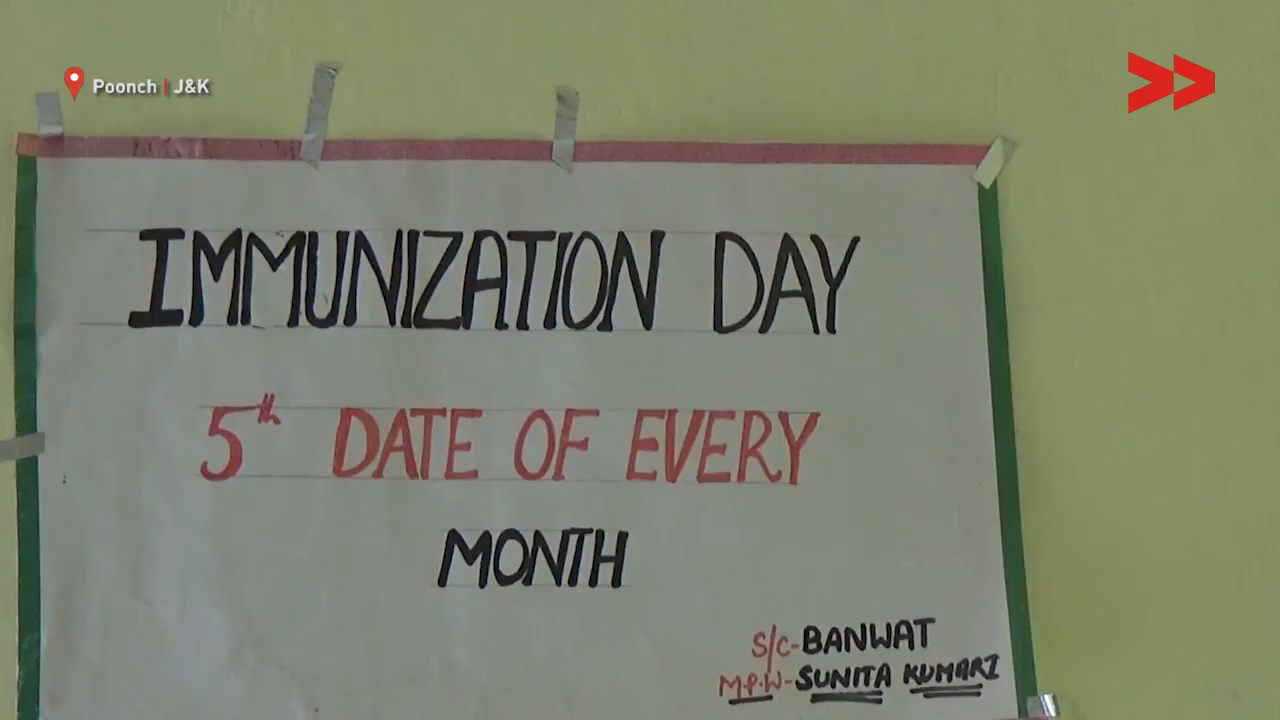 Poonch | J&K
IMMUNIZATION DAY
5th DATE OF EVERY
MONTH
S/C-BANWAT
M.P.W-SUNITA KUMARI